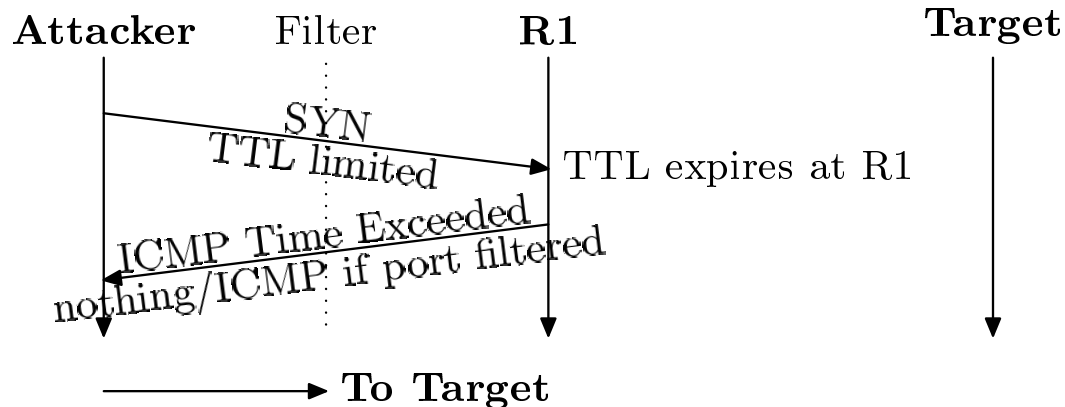 Attacker Filter R1 Target
SYN
TTL limited
TTL expires at R1
ICMP Time Exceeded
nothing/ICMP if port filtered
To Target